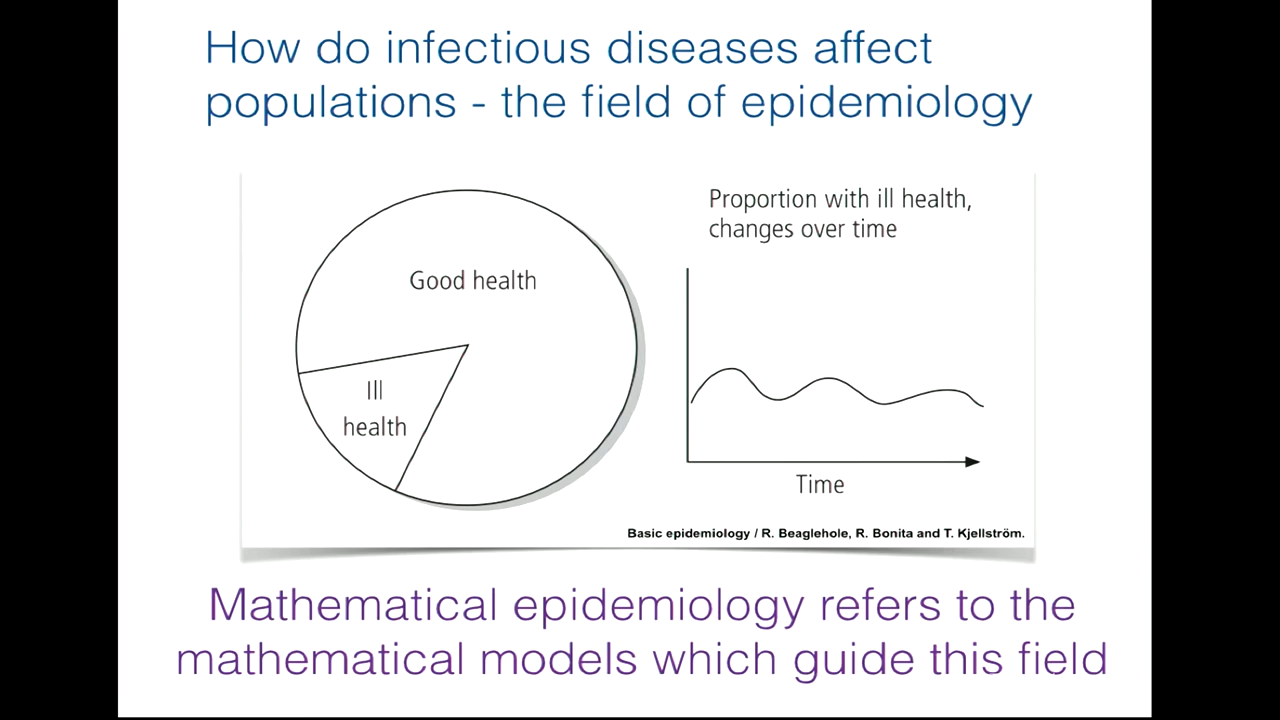 How do infectious diseases affect
populations - the field of epidemiology
Good health
Ill
health
Proportion with ill health,
changes over time
Time
Basic epidemiology / R. Beaglehole, R. Bonita and T. Kjellström.
Mathematical epidemiology refers to the
mathematical models which guide this field